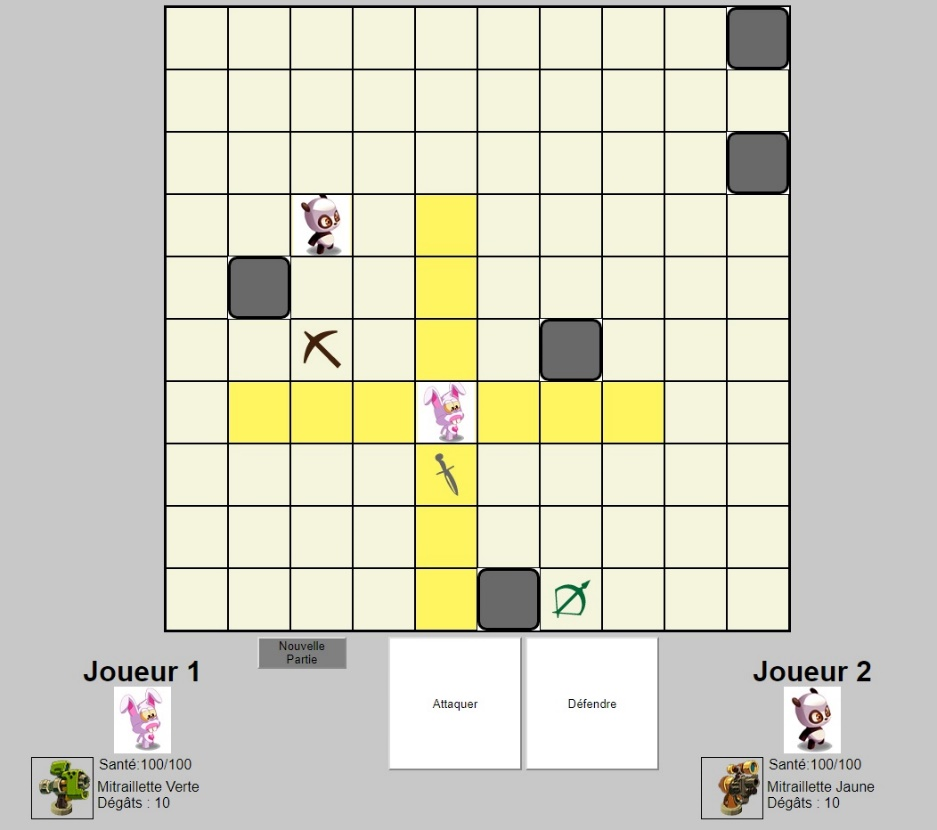 Nouvelle
Partie
Attaquer
Défendre
Joueur 1
Santé:100/100
Mitraillette Verte
Dégâts : 10
Joueur 2
Santé:100/100
Mitraillette Jaune
Dégâts : 10